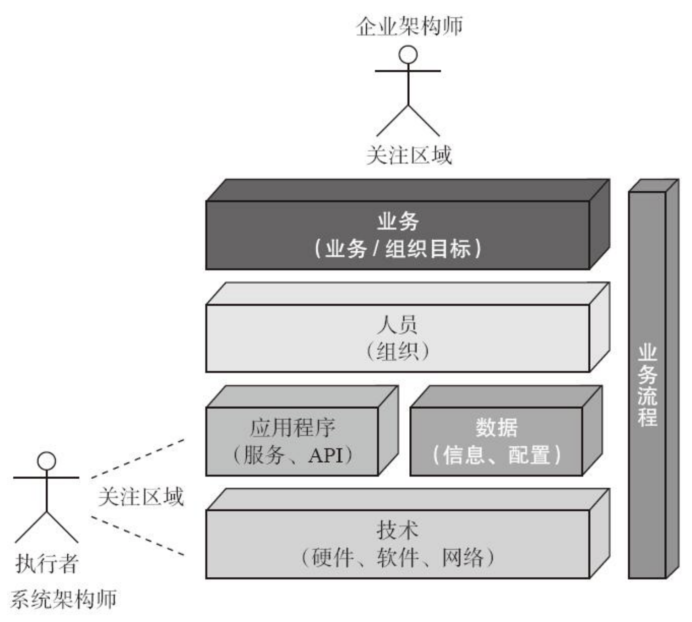 企业架构师
关注区域
业务
（业务 / 组织目标）
人员
（组织）
应用程序
（服务、API）
数据
（信息、配置）
业务流程
关注区域
技术
（硬件、软件、网络）
执行者
系统架构师